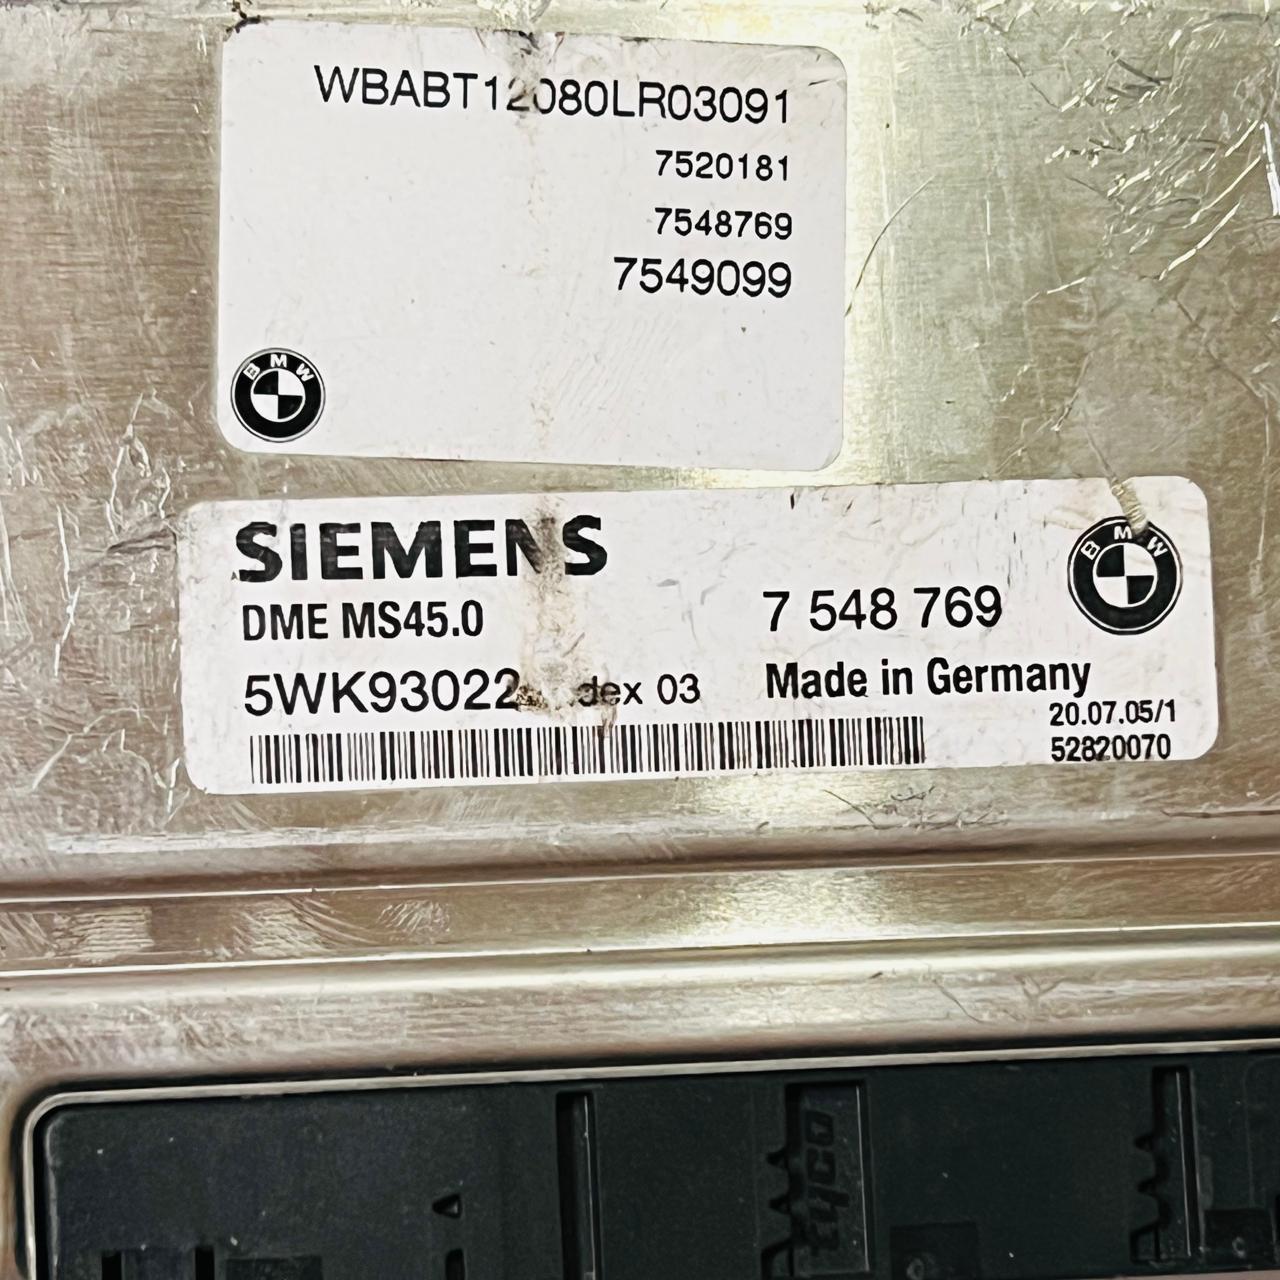 WBABT12080LR03091
7520181
7548769
7549099
BMW
SIEMENS
BMW
DME MS45.0
7 548 769
5WK93022 dex 03
Made in Germany
20.07.05/1
52820070
tyco